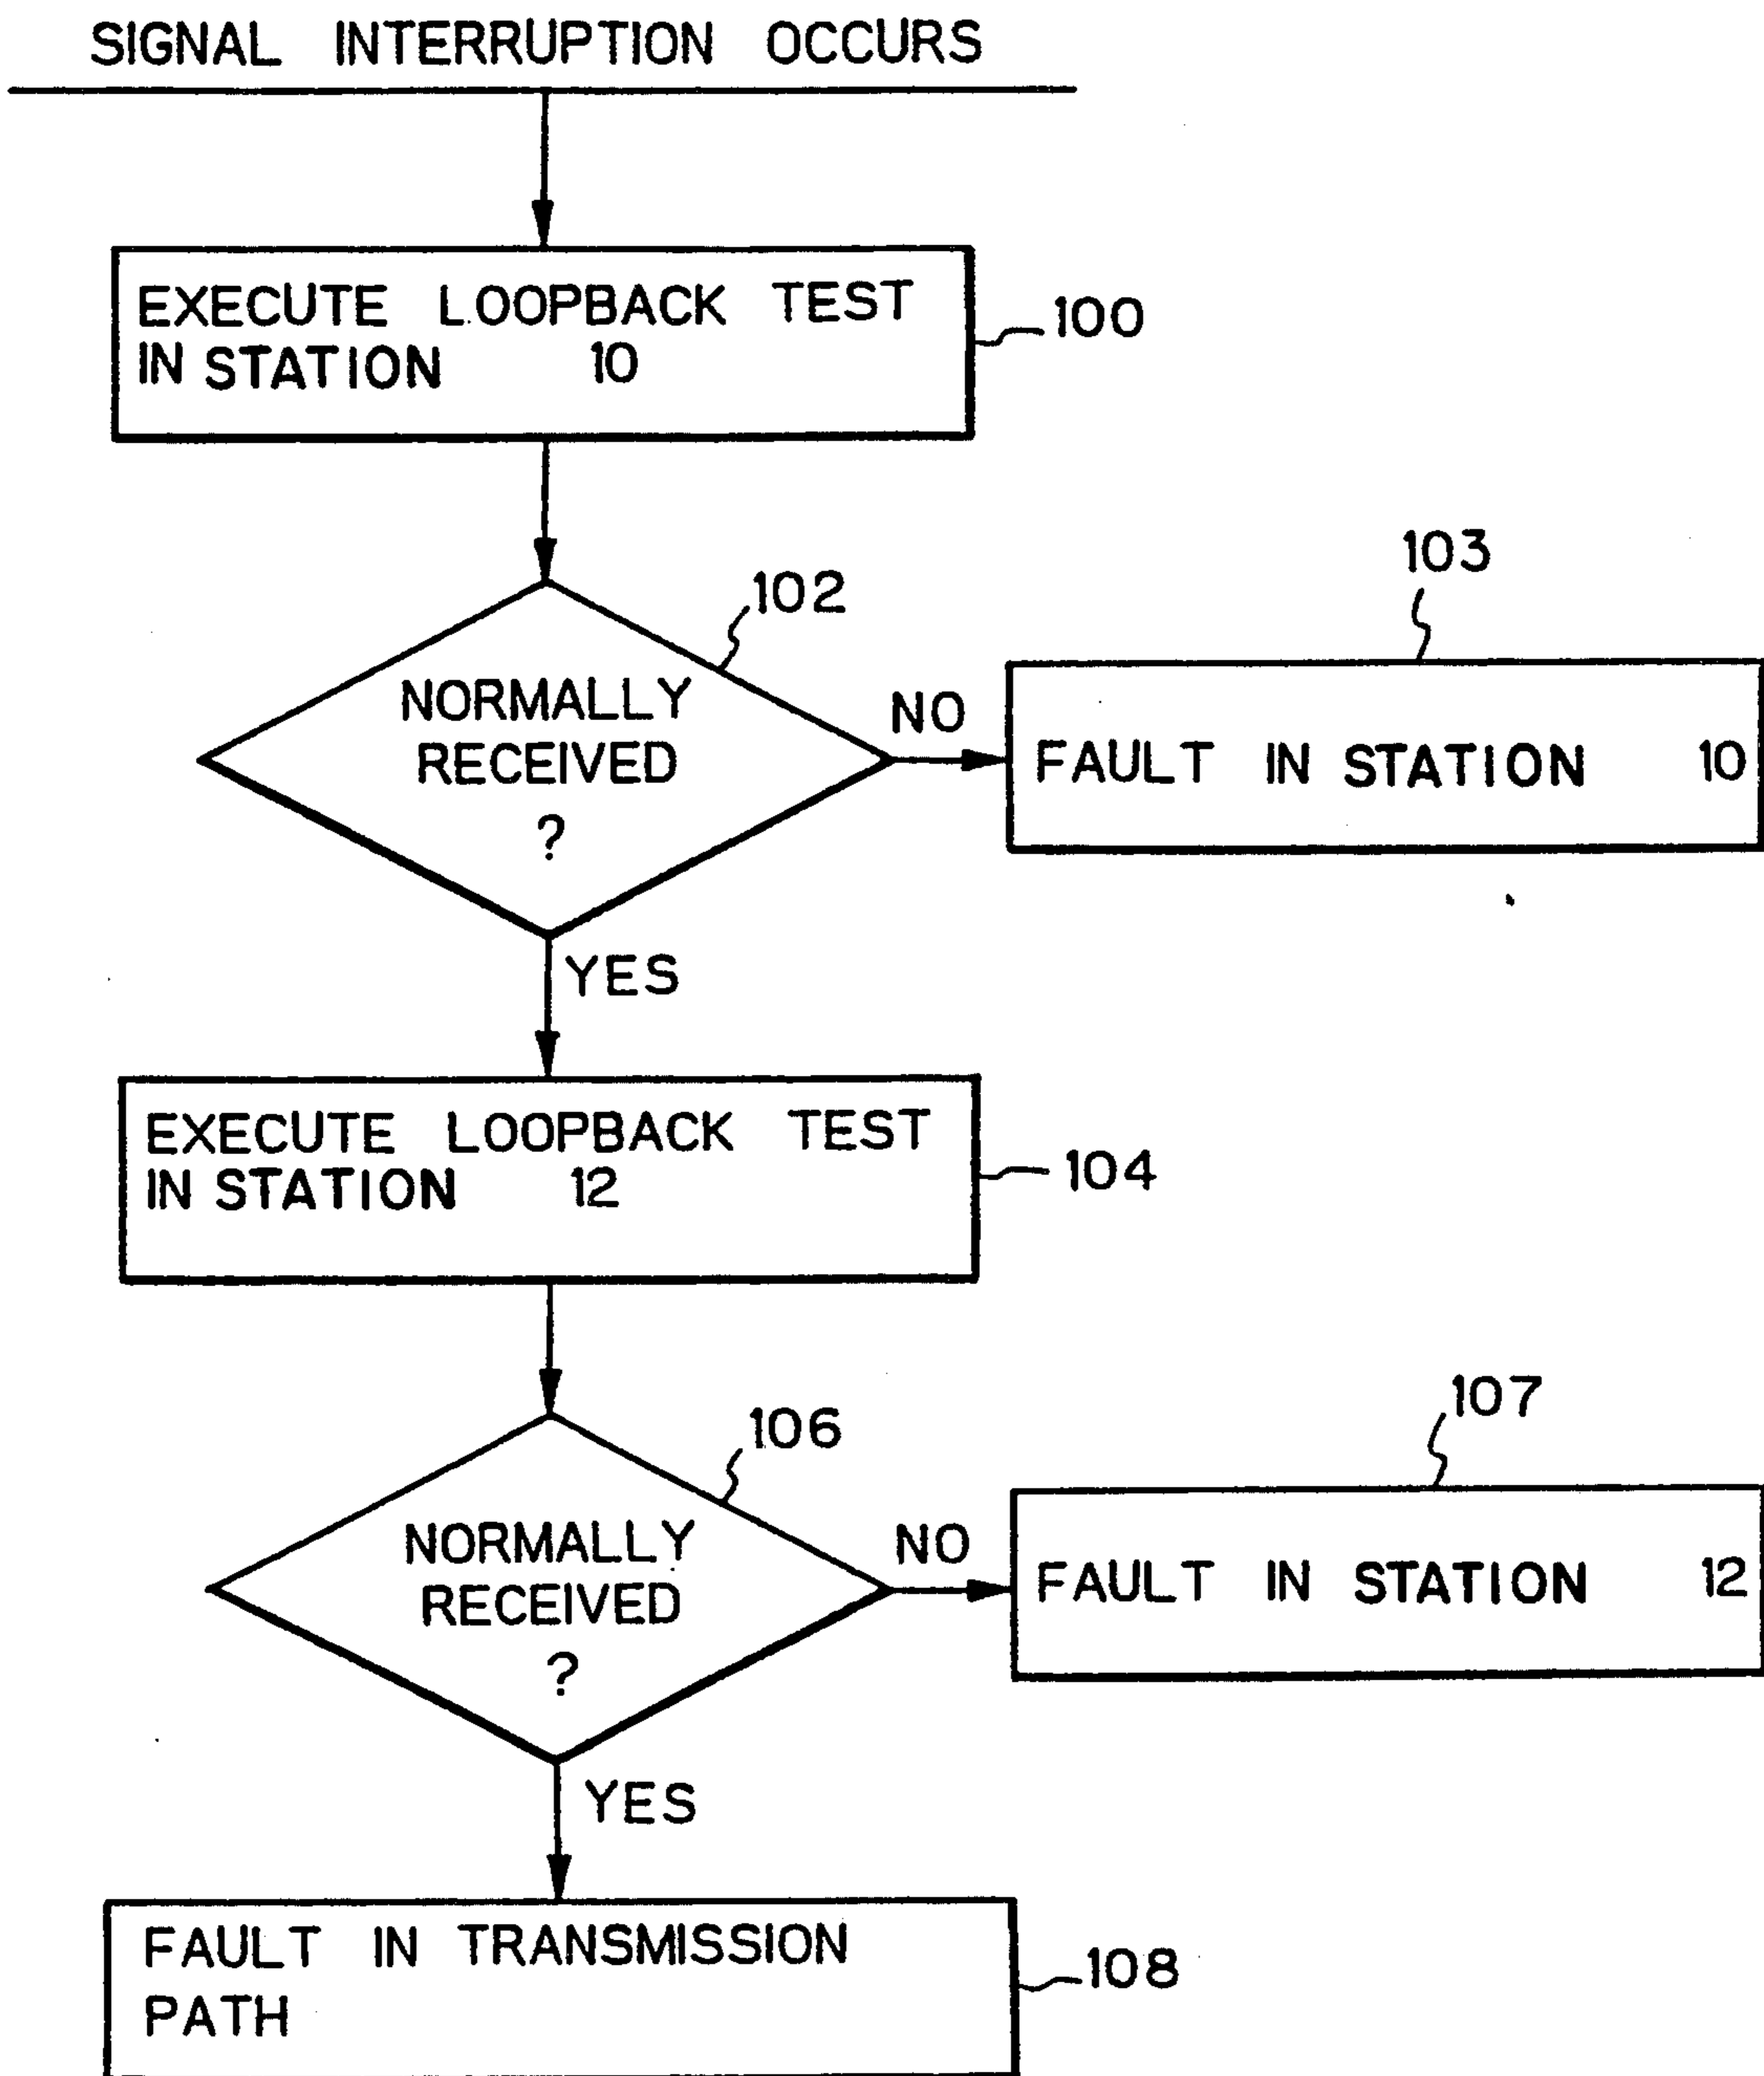 SIGNAL INTERRUPTION OCCURS
EXECUTE LOOPBACK TEST
IN STATION 10
100
102
NORMALLY
RECEIVED
?
NO
103
FAULT IN STATION 10
YES
EXECUTE LOOPBACK TEST
IN STATION 12
104
106
NORMALLY
RECEIVED
?
NO
107
FAULT IN STATION 12
YES
FAULT IN TRANSMISSION
PATH
108